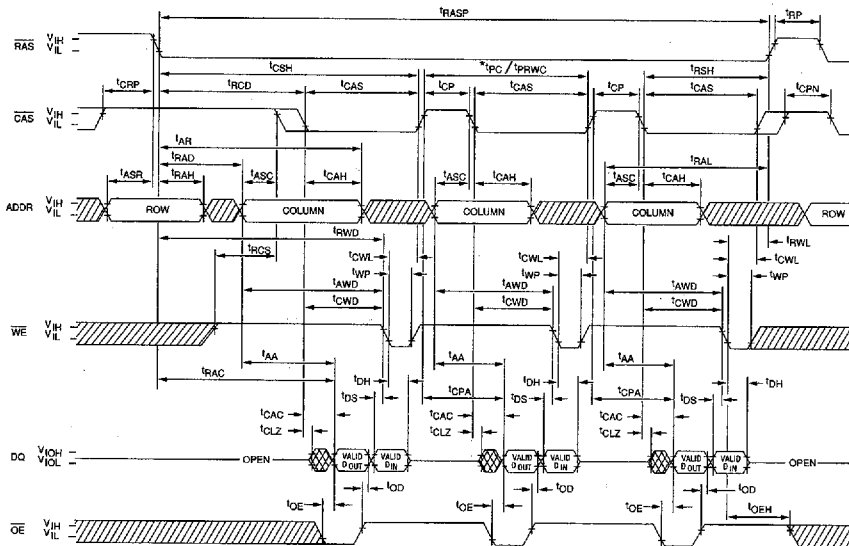 tRASP
tRP
RAS VIH
VIL
tCSH
*tPC / tPRWC
tRSH
tCRP
tRCD
tCAS
tCP
tCAS
tCP
tCAS
tCPN
CAS VIH
VIL
tAR
tRAD
tRAL
tASR
tRAH
tASC
tCAH
tASC
tCAH
tASC
tCAH
ADDR VIH
VIL
ROW
COLUMN
COLUMN
COLUMN
ROW
tRWD
tRWL
tRCS
tCWL
tCWL
tCWL
tWP
tWP
tWP
tAWD
tAWD
tAWD
tCWD
tCWD
tCWD
WE VIH
VIL
tAA
tAA
tAA
tRAC
tDH
tCPA
tDH
tCPA
tDH
tDS
tDS
tDS
tCAC
tCAC
tCAC
tCLZ
tCLZ
tCLZ
DQ VIOH
VIOL
OPEN
VALID DOUT
VALID DIN
VALID DOUT
VALID DIN
VALID DOUT
VALID DIN
OPEN
tOD
tOD
tOD
tOE
tOE
tOE
tOEH
OE VIH
VIL